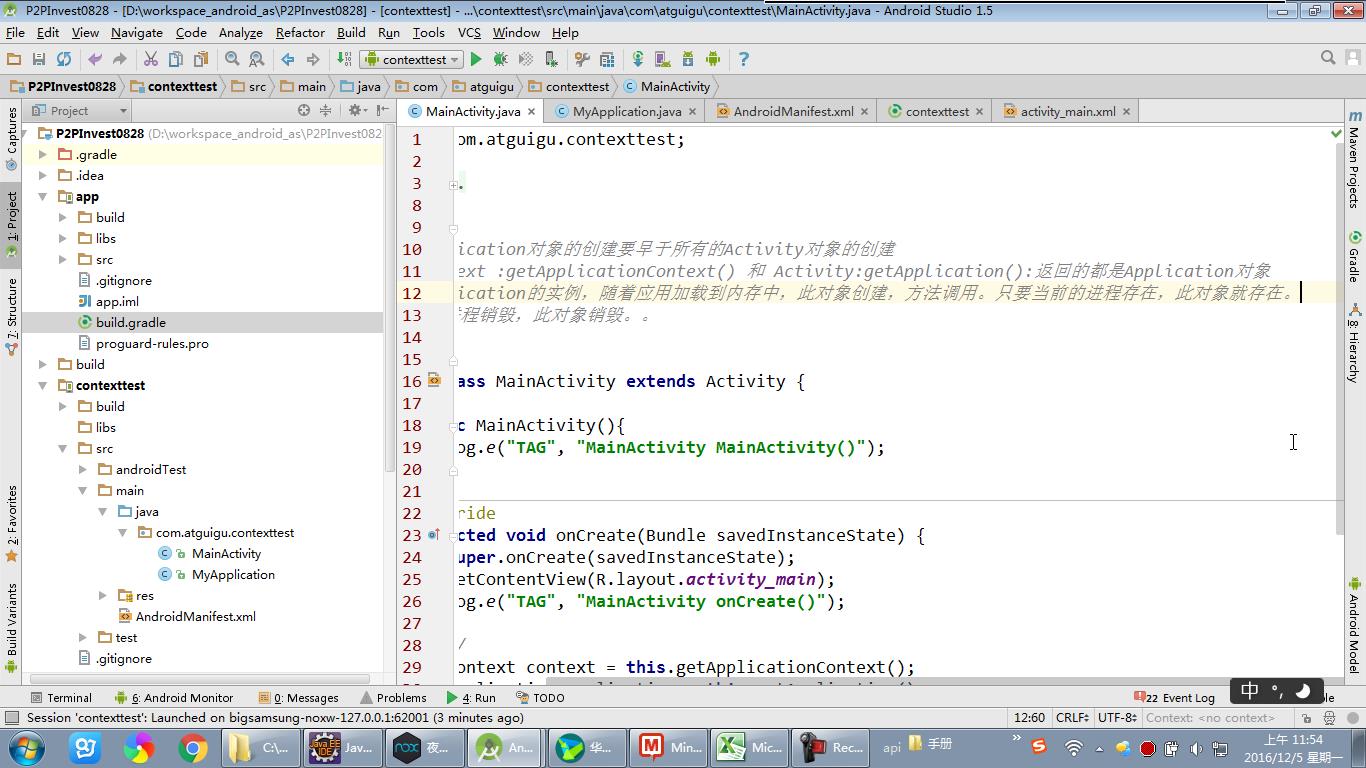 P2PInvest0828 - [D:\workspace_android_as\P2PInvest0828] - [contexttest] - ...\contexttest\src\main\java\com\atguigu\contexttest\MainActivity.java - Android Studio 1.5
File Edit View Navigate Code Analyze Refactor Build Run Tools VCS Window Help
contexttest
P2PInvest0828 contexttest src main java com atguigu contexttest MainActivity
Project
MainActivity.java MyApplication.java AndroidManifest.xml contexttest activity_main.xml
Captures
1: Project
7: Structure
2: Favorites
Build Variants
P2PInvest0828 (D:\workspace_android_as\P2PInvest082
.gradle
.idea
app
build
libs
src
.gitignore
app.iml
build.gradle
proguard-rules.pro
build
contexttest
build
libs
src
androidTest
main
java
com.atguigu.contexttest
MainActivity
MyApplication
res
AndroidManifest.xml
test
.gitignore
1 om.atguigu.contexttest;
2
3 .
8
9
10 ication对象的创建要早于所有的Activity对象的创建
11 ext :getApplicationContext() 和 Activity:getApplication():返回的都是Application对象
12 ication的实例，随着应用加载到内存中，此对象创建，方法调用。只要当前的进程存在，此对象就存在。
13 程销毁，此对象销毁。。
14
15
16 ass MainActivity extends Activity {
17
18 c MainActivity(){
19 og.e("TAG", "MainActivity MainActivity()");
20
21
22 ride
23 cted void onCreate(Bundle savedInstanceState) {
24 uper.onCreate(savedInstanceState);
25 etContentView(R.layout.activity_main);
26 og.e("TAG", "MainActivity onCreate()");
27
28 /
29 ontext context = this.getApplicationContext();
Maven Projects
Gradle
8: Hierarchy
Android Model
Terminal 6: Android Monitor 0: Messages Problems 4: Run TODO 22 Event Log
中
Session 'contexttest': Launched on bigsamsung-noxw-127.0.0.1:62001 (3 minutes ago) 12:60 CRLF UTF-8 Context: <no context>
C:\... Jav... 夜... An... 华... Min... Mic... Rec... api 手册 » 上午 11:54
2016/12/5 星期一